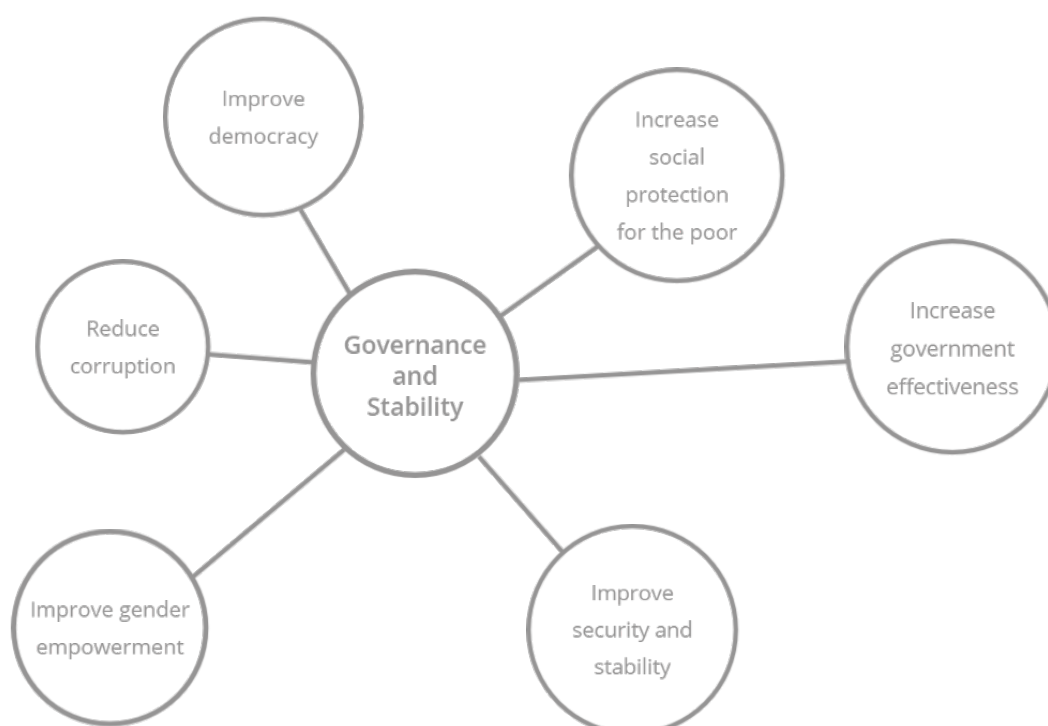 Improve
democracy
Increase
social
protection
for the poor
Reduce
corruption
Governance
and
Stability
Increase
government
effectiveness
Improve gender
empowerment
Improve
security and
stability